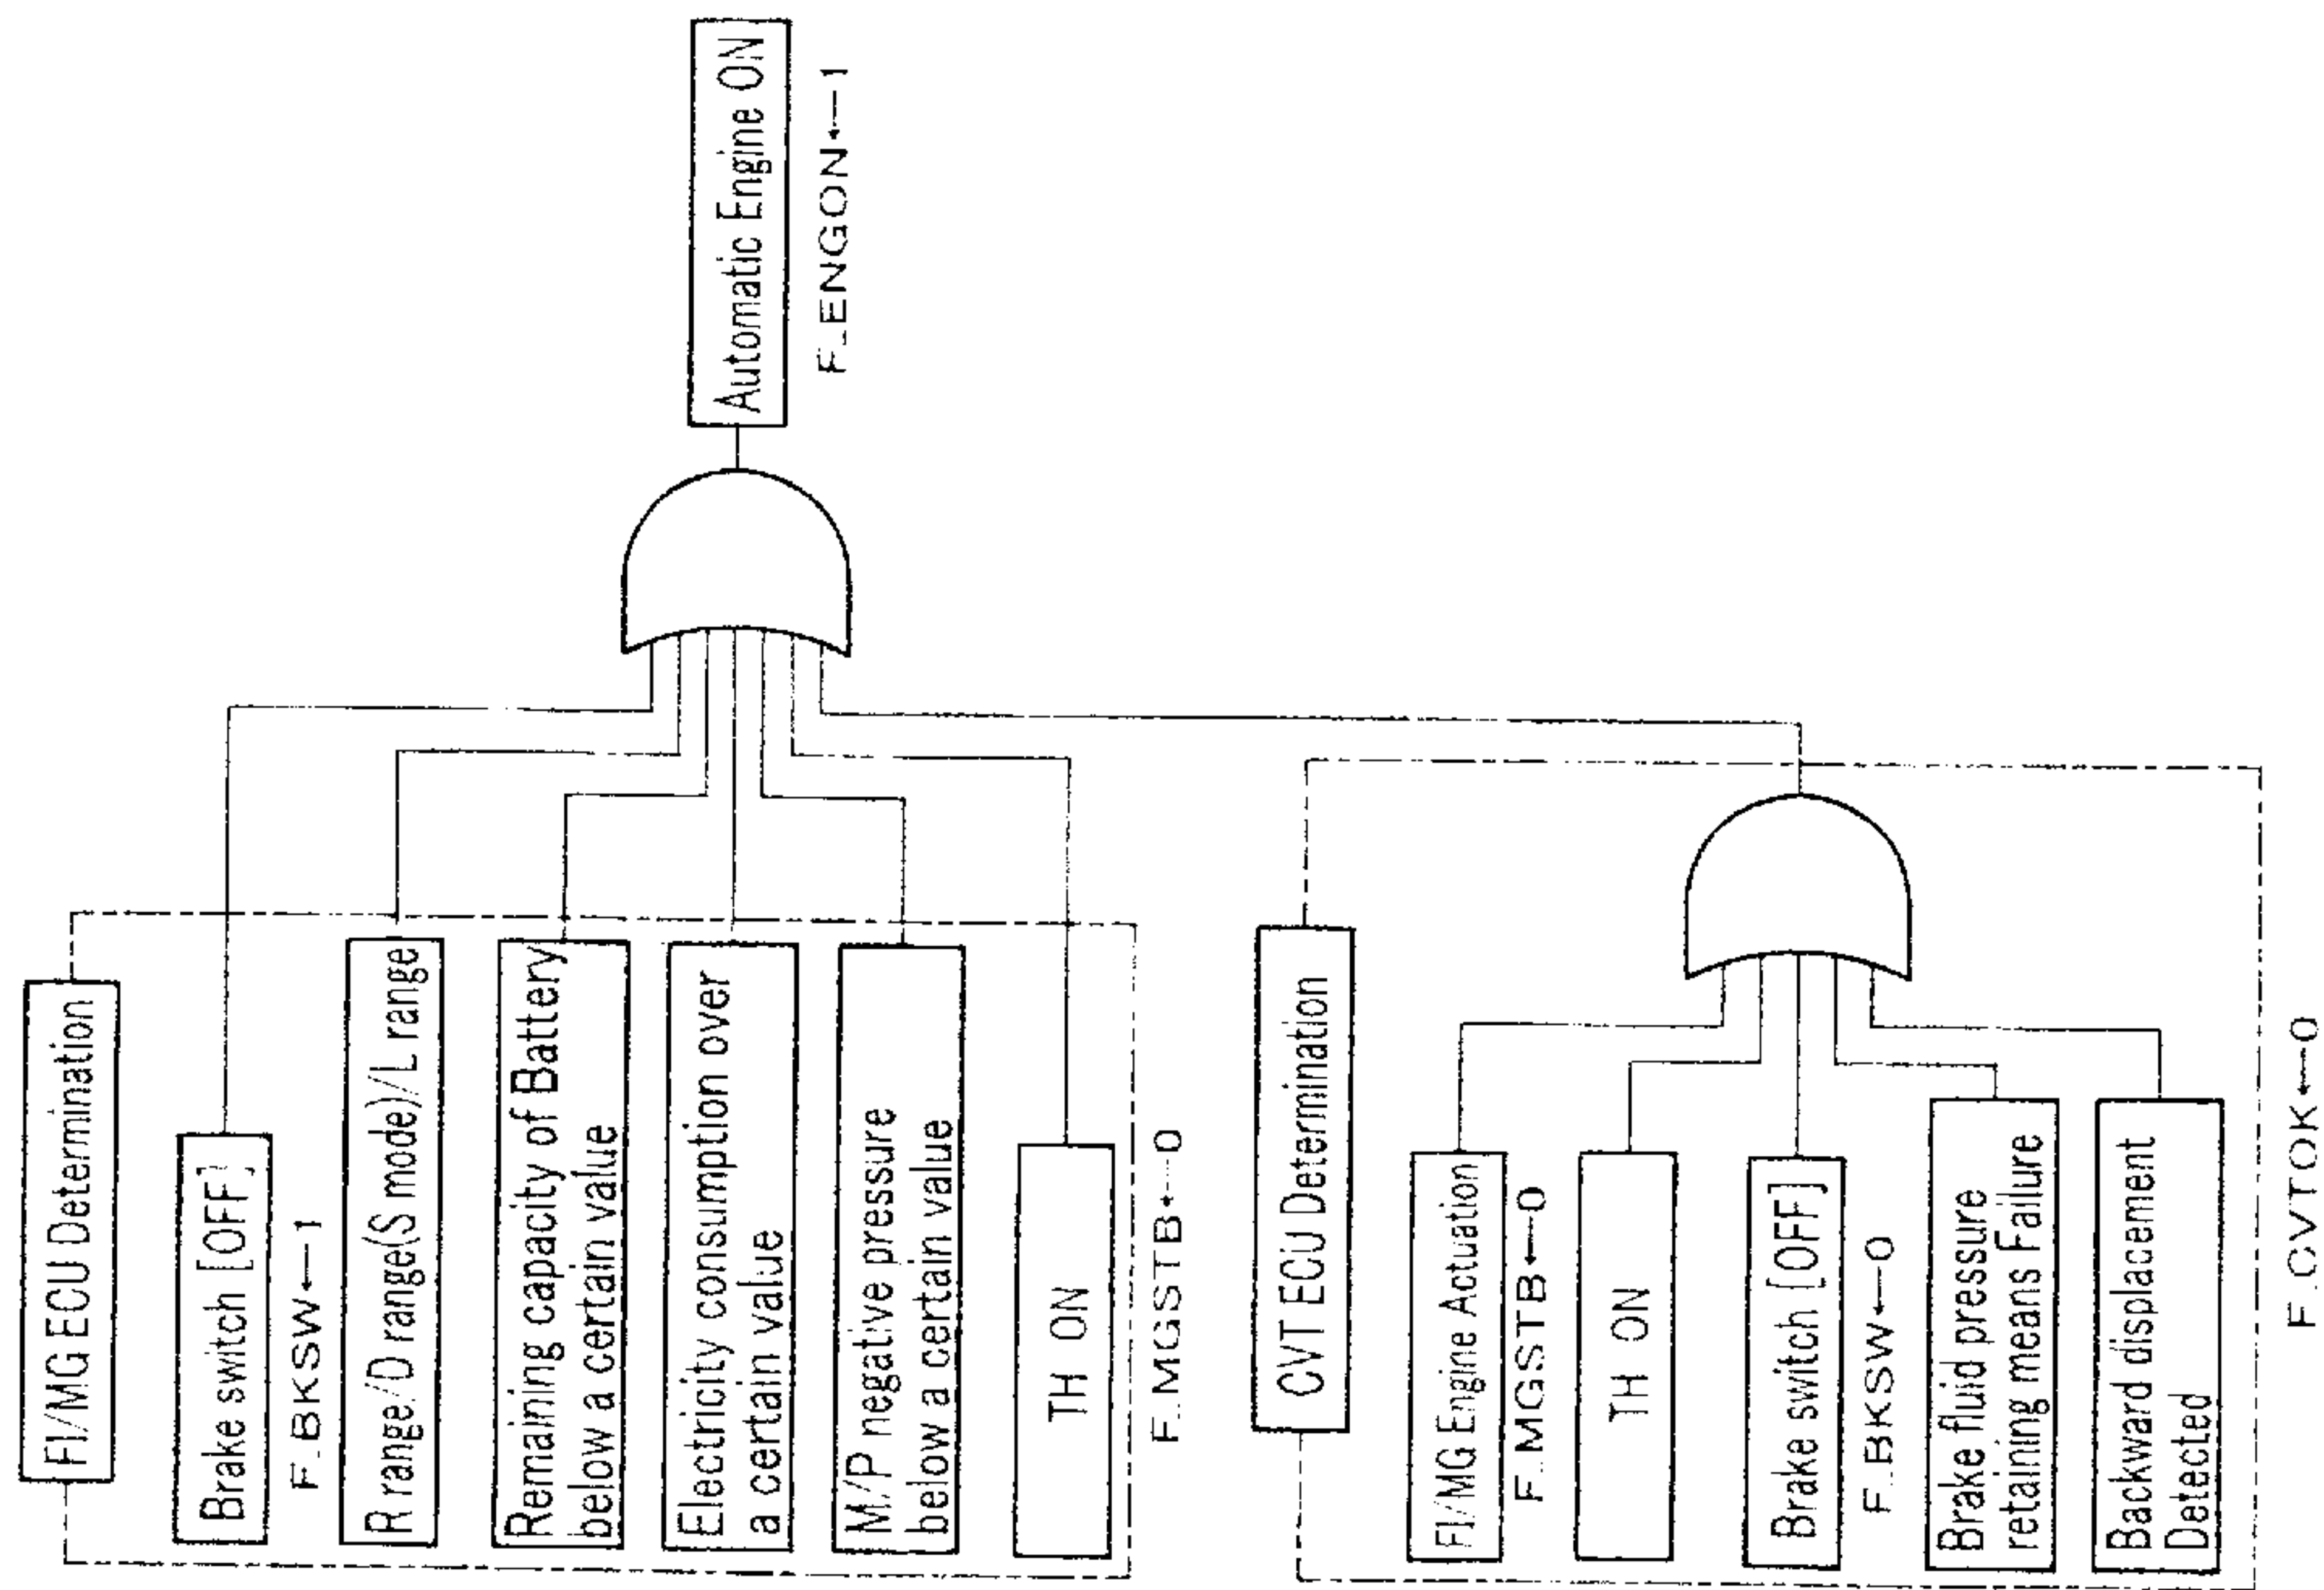 FI/MG ECU Determination
Brake switch [OFF]
F_BKSW←1
R range/D range(S mode)/L range
Remaining capacity of Battery
below a certain value
Electricity consumption over
a certain value
M/P negative pressure
below a certain value
TH ON
F_MGSTB←0
Automatic Engine ON
F_ENGON←1
CVT ECU Determination
FI/MG Engine Actuation
F_MGSTB←0
TH ON
Brake switch [OFF]
F_BKSW←0
Brake fluid pressure
retaining means Failure
Backward displacement
Detected
F_CVTOK←0